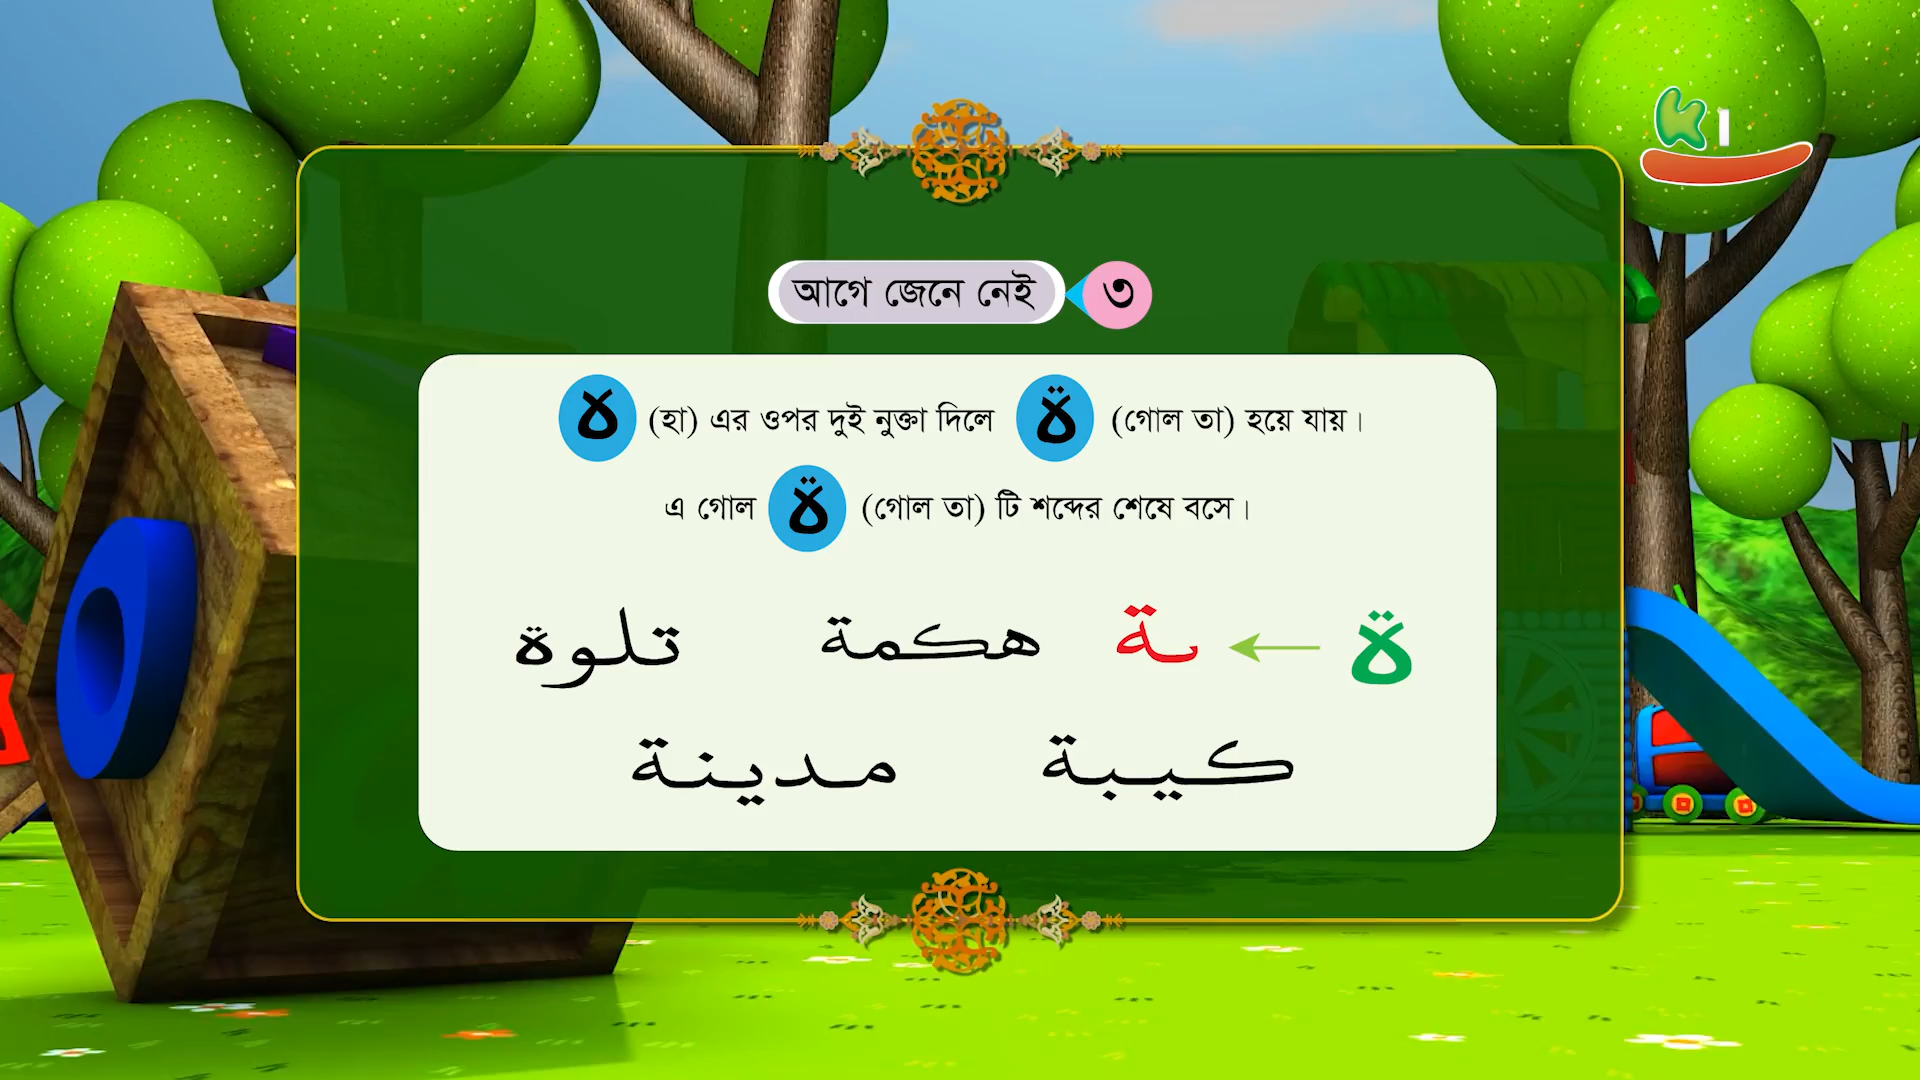 আগে জেনে নেই ৩
ه (হা) এর ওপর দুই নুক্তা দিলে ة (গোল তা) হয়ে যায়।
এ গোল ة (গোল তা) টি শব্দের শেষে বসে।
ة ← ـة هكمة تلوة
كيبة مدينة